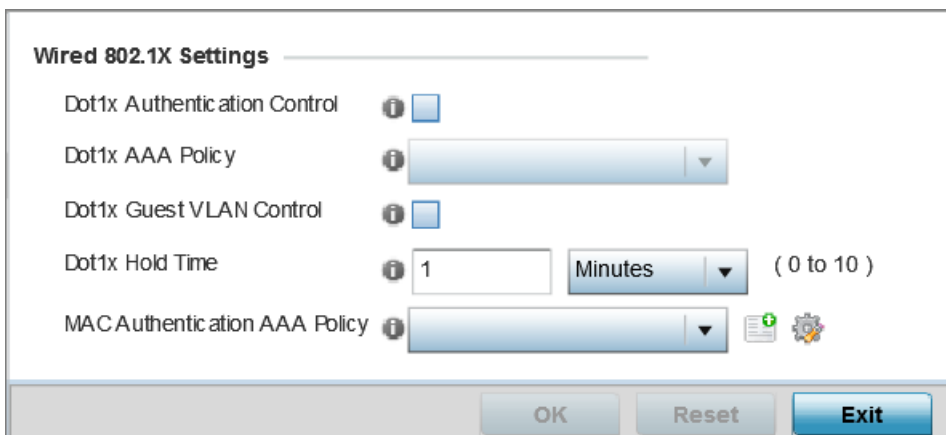 Wired 802.1X Settings
Dot1x Authentication Control
Dot1x AAA Policy
Dot1x Guest VLAN Control
Dot1x Hold Time 1 Minutes ( 0 to 10 )
MAC Authentication AAA Policy
OK Reset Exit